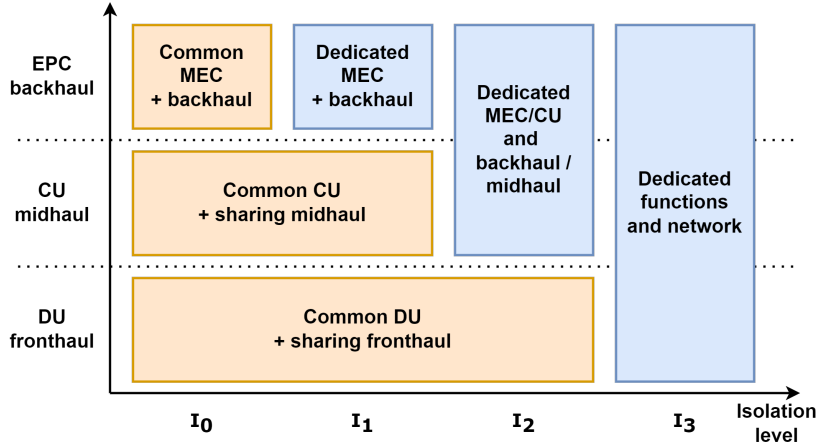 EPC
backhaul
Common
MEC
+ backhaul
Dedicated
MEC
+ backhaul
Dedicated
MEC/CU
and
backhaul /
midhaul
Dedicated
functions
and network
CU
midhaul
Common CU
+ sharing midhaul
DU
fronthaul
Common DU
+ sharing fronthaul
I0
I1
I2
I3
Isolation
level